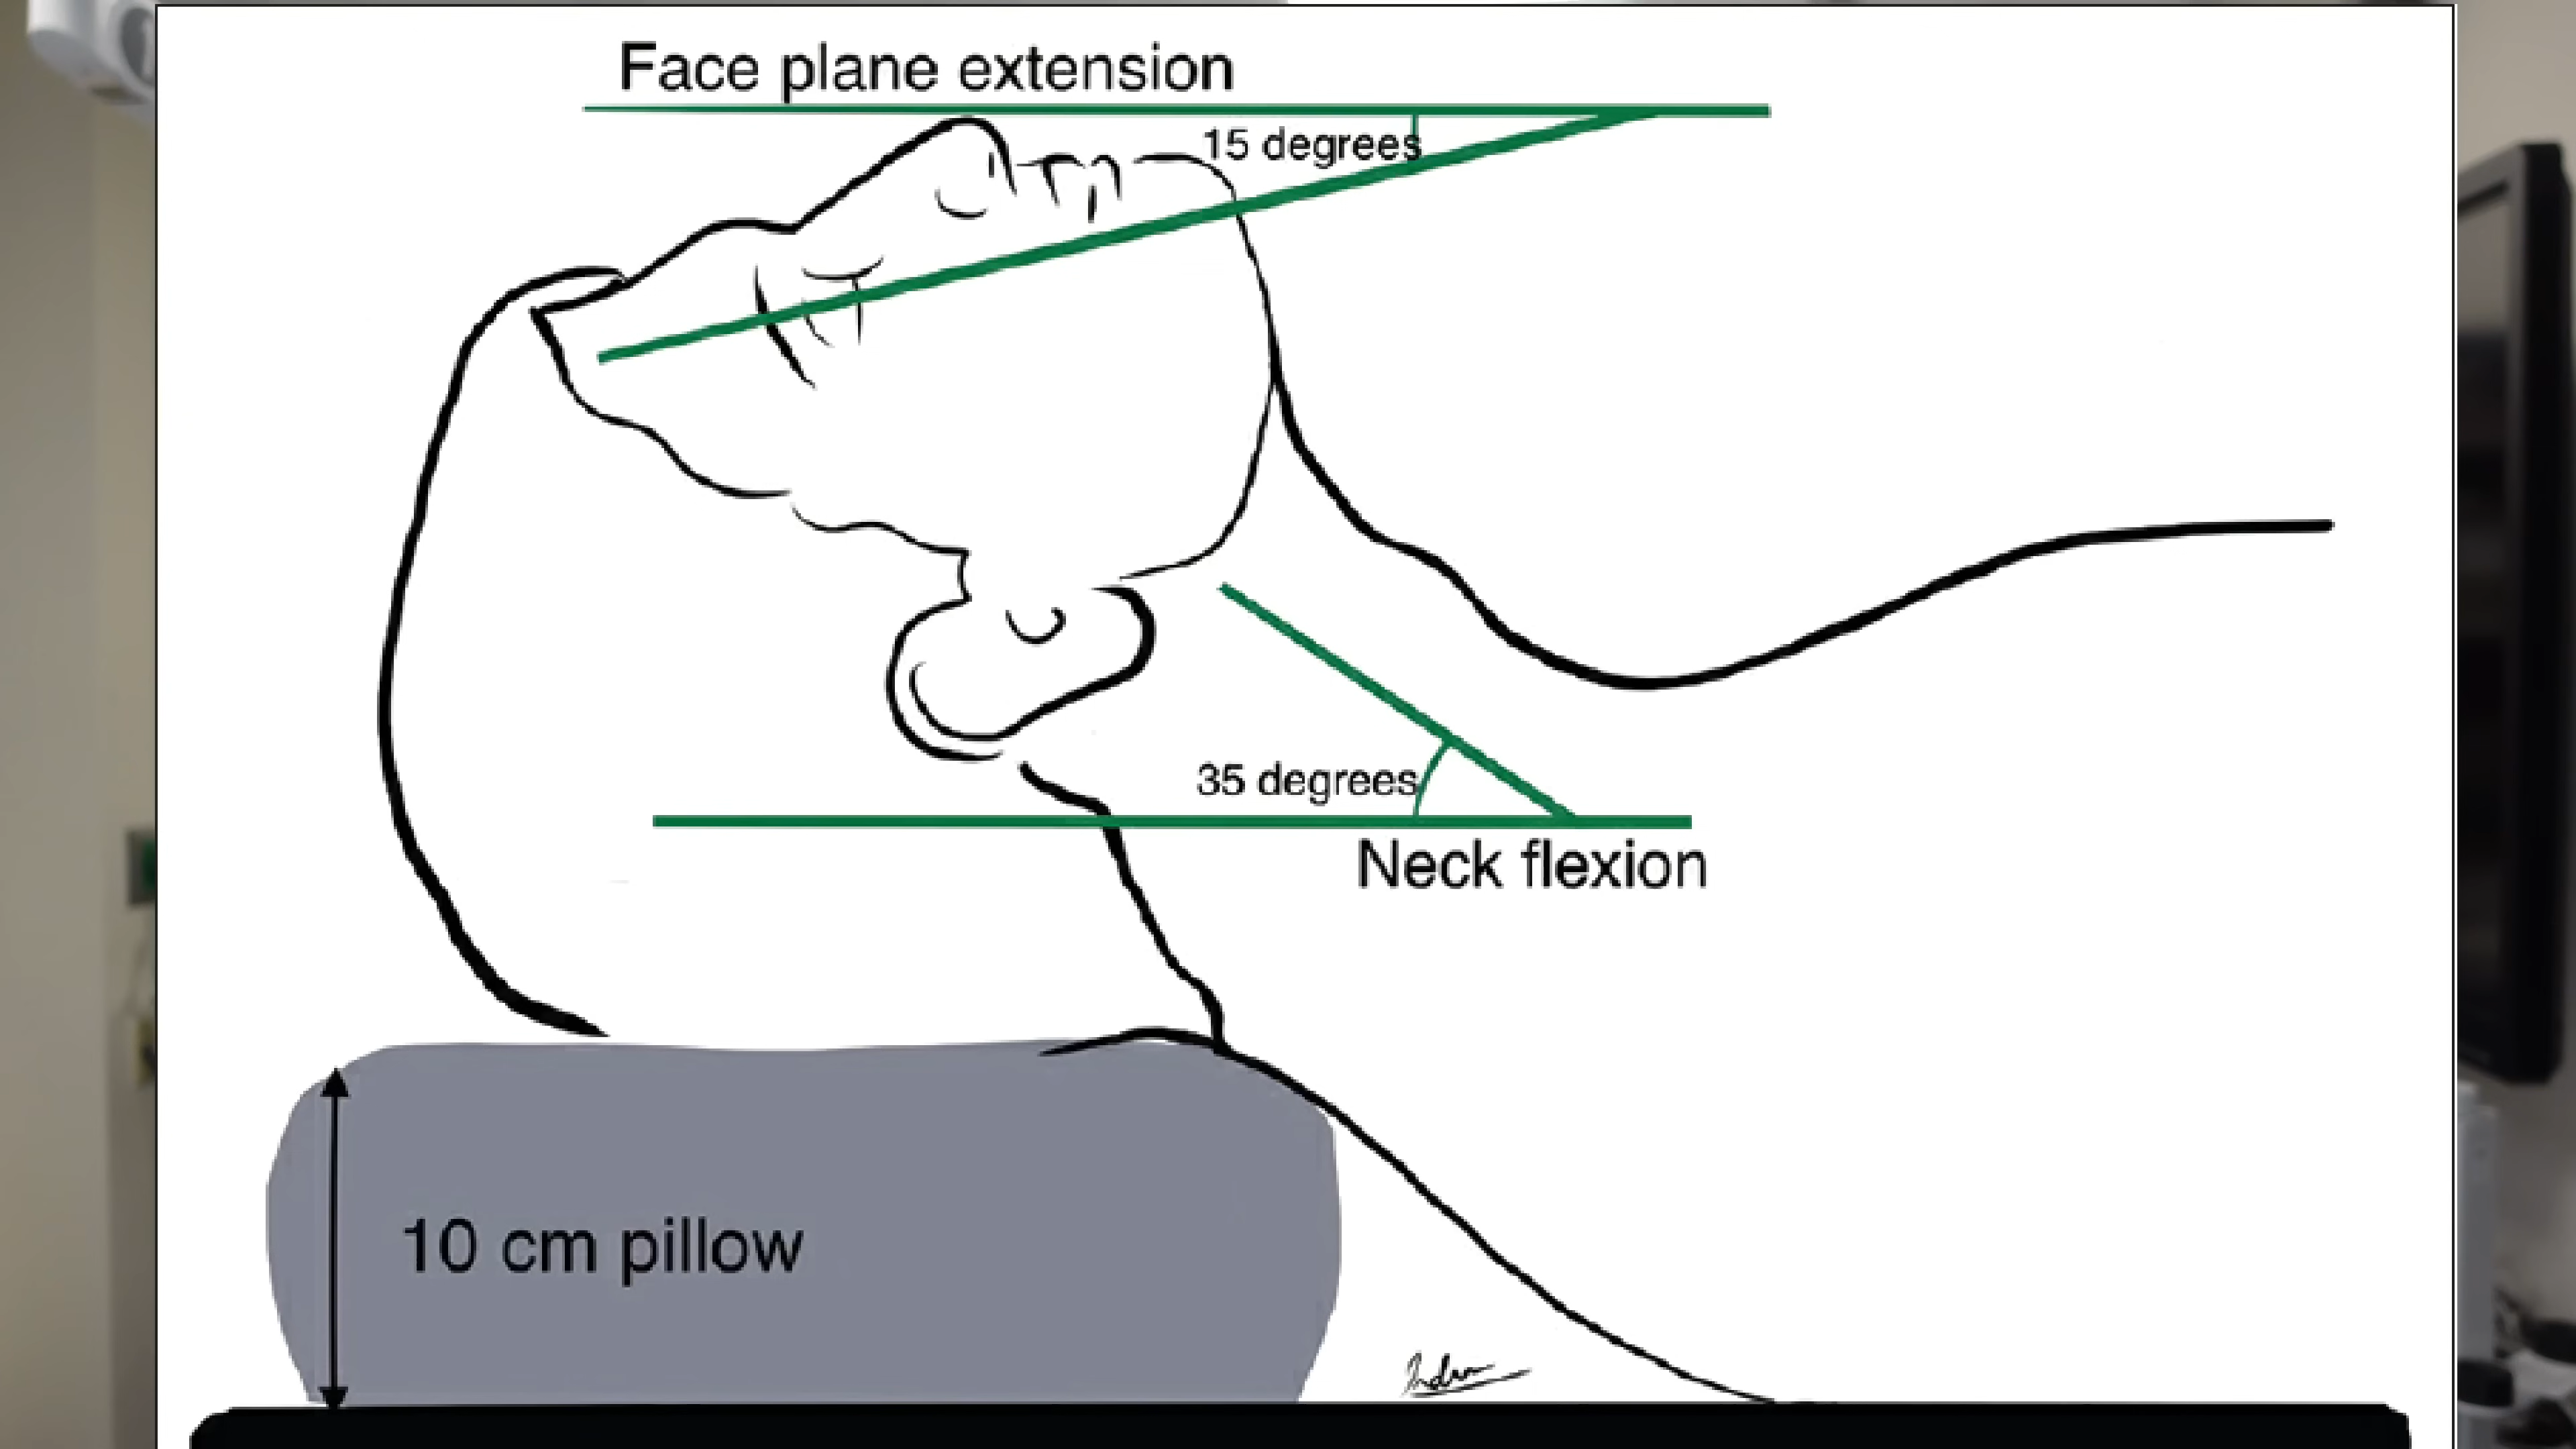 Face plane extension
15 degrees
35 degrees
Neck flexion
10 cm pillow